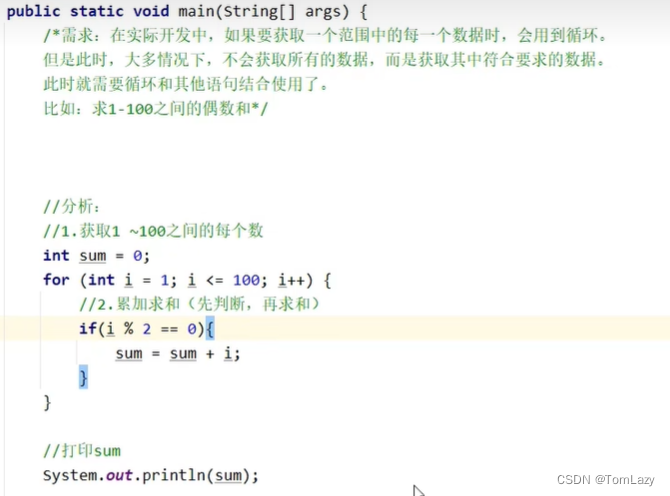 public static void main(String[] args) {
/*需求：在实际开发中，如果要获取一个范围中的每一个数据时，会用到循环。
但是此时，大多情况下，不会获取所有的数据，而是获取其中符合要求的数据。
此时就需要循环和其他语句结合使用了。
比如：求1-100之间的偶数和*/
//分析：
//1.获取1 ~100之间的每个数
int sum = 0;
for (int i = 1; i <= 100; i++) {
//2.累加求和（先判断，再求和）
if(i % 2 == 0){
sum = sum + i;
}
}
//打印sum
System.out.println(sum);
CSDN @TomLazy